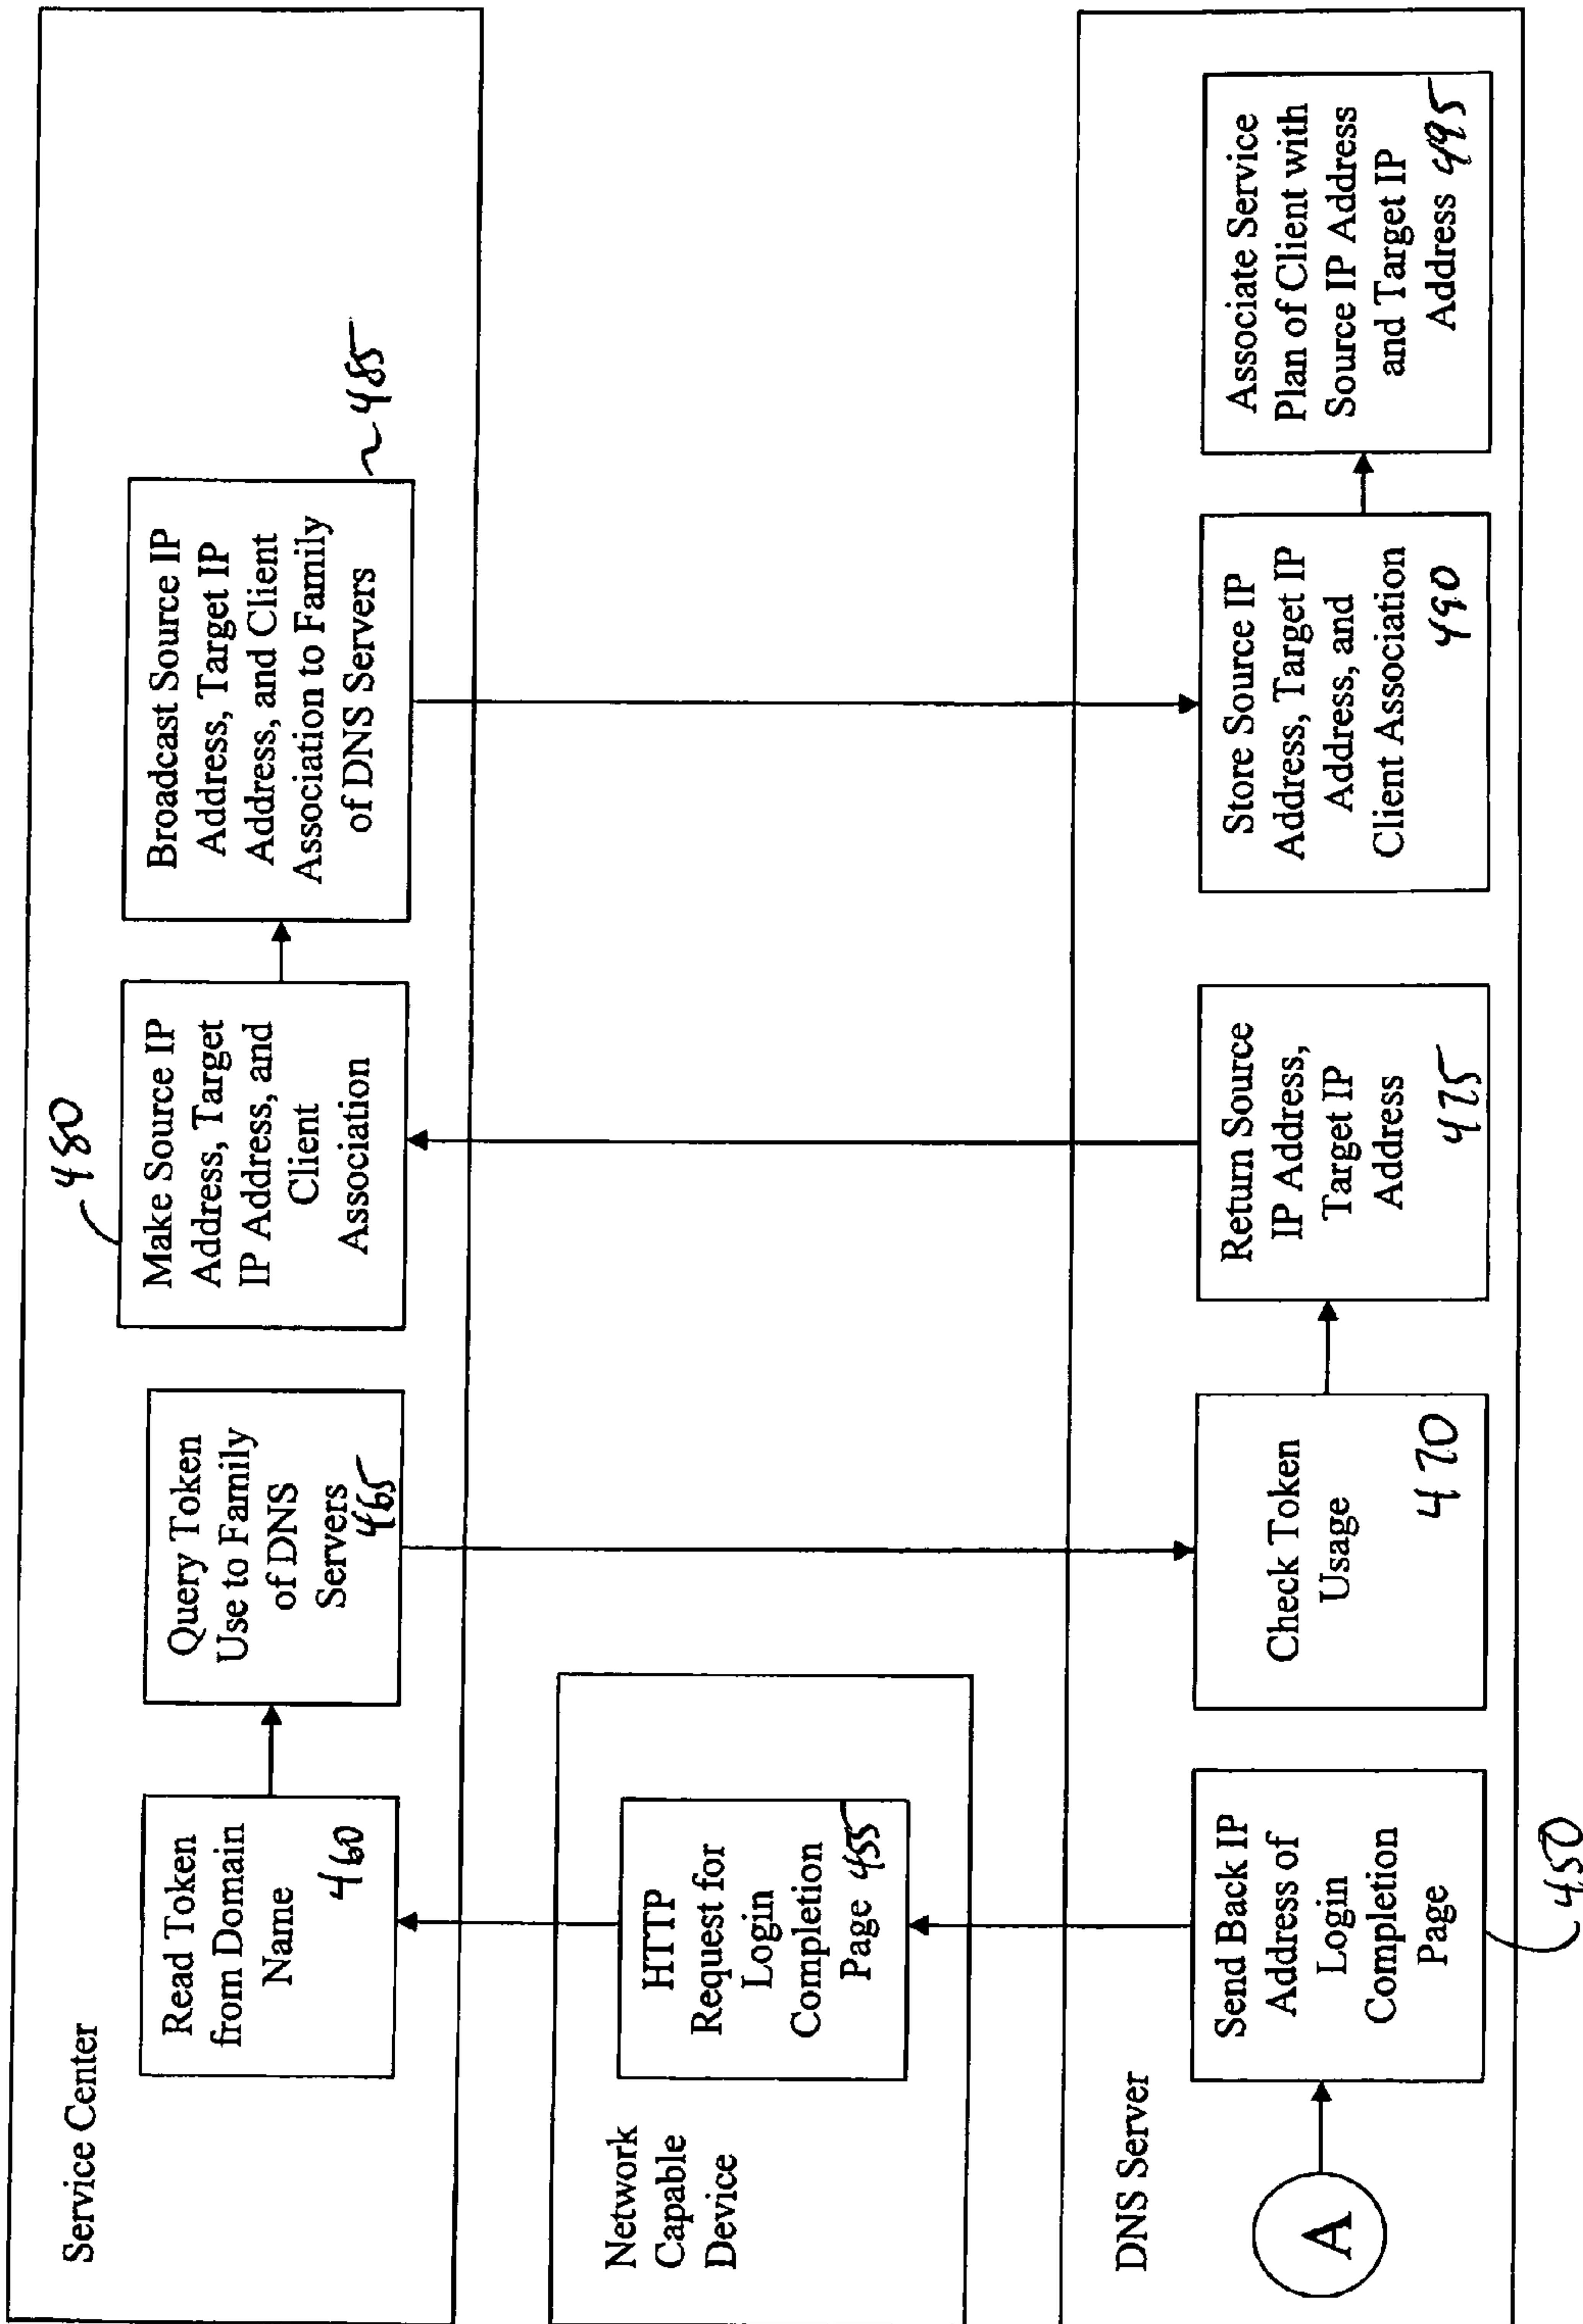 Service Center
Read Token
from Domain
Name
460
Query Token
Use to Family
of DNS
Servers
465
480
Make Source IP
Address, Target
IP Address, and
Client
Association
Broadcast Source IP
Address, Target IP
Address, and Client
Association to Family
of DNS Servers
485
Network
Capable
Device
HTTP
Request for
Login
Completion
Page 455
DNS Server
A
Send Back IP
Address of
Login
Completion
Page
450
Check Token
Usage
470
Return Source
IP Address,
Target IP
Address
475
Store Source IP
Address, Target IP
Address, and
Client Association
490
Associate Service
Plan of Client with
Source IP Address
and Target IP
Address 495